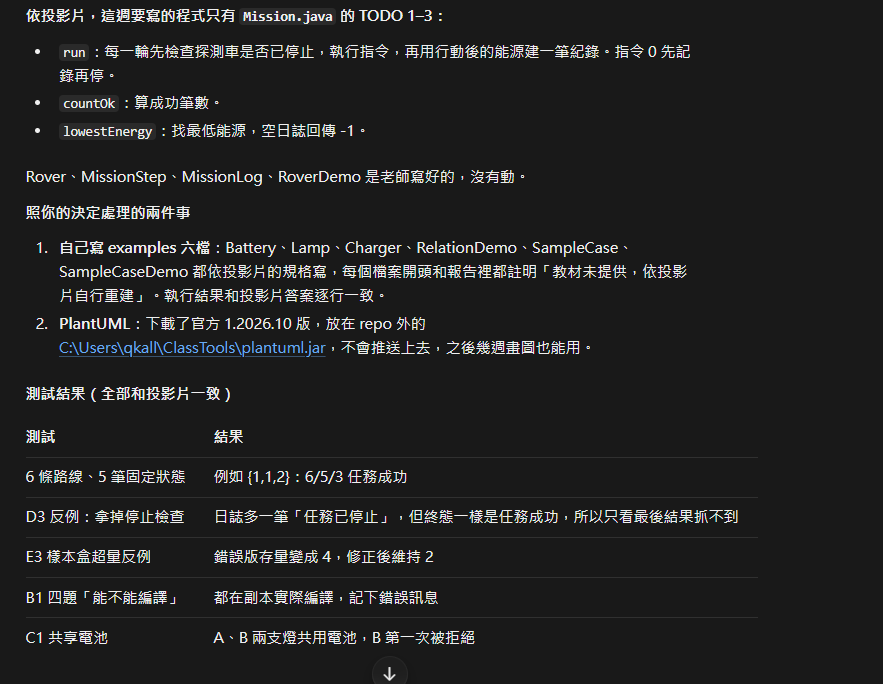 依投影片，這週要寫的程式只有 Mission.java 的 TODO 1–3：
• run：每一輪先檢查探測車是否已停止，執行指令，再用行動後的能源建一筆紀錄。指令 0 先記
錄再停。
• countOk：算成功筆數。
• lowestEnergy：找最低能源，空日誌回傳 -1。
Rover、MissionStep、MissionLog、RoverDemo 是老師寫好的，沒有動。
照你的決定處理的兩件事
1. 自己寫 examples 六檔：Battery、Lamp、Charger、RelationDemo、SampleCase、
SampleCaseDemo 都依投影片的規格寫，每個檔案開頭和報告裡都註明「教材未提供，依投影
片自行重建」。執行結果和投影片答案逐行一致。
2. PlantUML：下載了官方 1.2026.10 版，放在 repo 外的
C:\Users\qkall\ClassTools\plantuml.jar，不會推送上去，之後幾週畫圖也能用。
測試結果（全部和投影片一致）
測試 結果
6 條路線、5 筆固定狀態 例如 {1,1,2}：6/5/3 任務成功
D3 反例：拿掉停止檢查 日誌多一筆「任務已停止」，但終態一樣是任務成功，所以只看最後結果抓不到
E3 樣本盒超量反例 錯誤版存量變成 4，修正後維持 2
B1 四題「能不能編譯」 都在副本實際編譯，記下錯誤訊息
C1 共享電池 A、B 兩支燈共用電池，B 第一次被拒絕